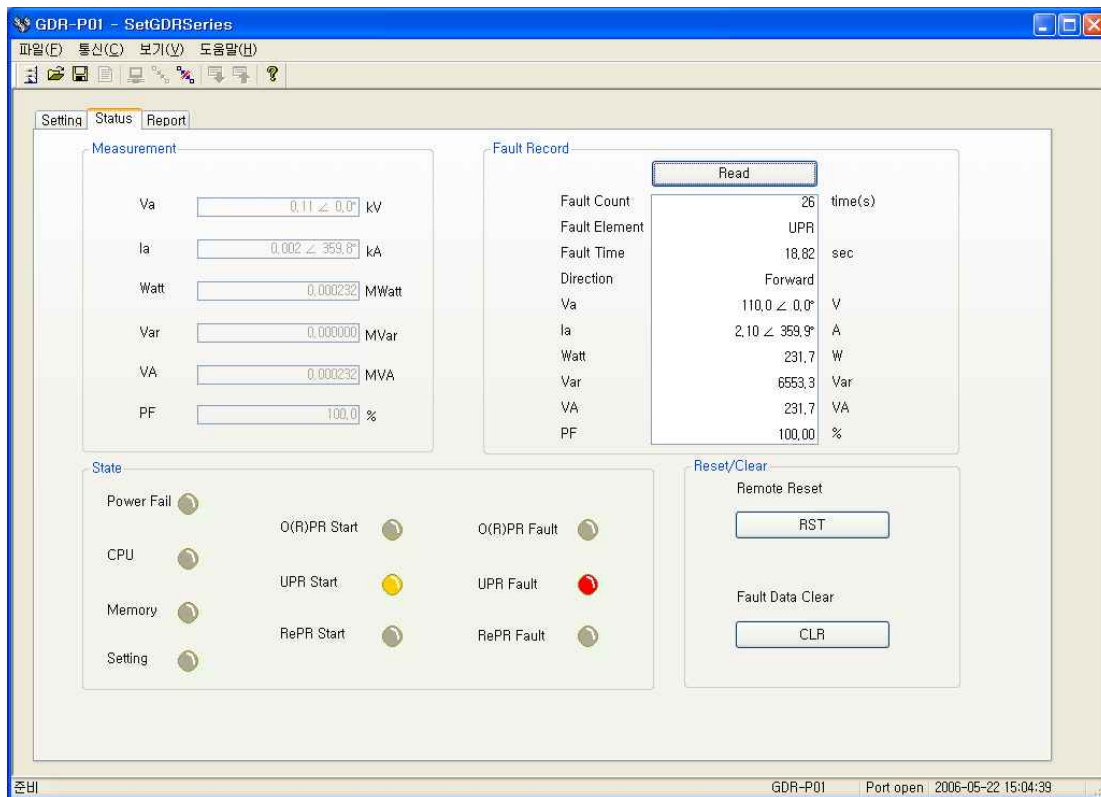 GDR-P01 - SetGDRSeries
파일(F) 통신(C) 보기(V) 도움말(H)
Setting Status Report
Measurement
Va 0.11 ∠ 0.0° kV
Ia 0.002 ∠ 359.8° kA
Watt 0.000232 MWatt
Var 0.000000 MVar
VA 0.000232 MVA
PF 100.0 %
Fault Record
Read
Fault Count 26 time(s)
Fault Element UPR
Fault Time 18.82 sec
Direction Forward
Va 110.0 ∠ 0.0° V
Ia 2.10 ∠ 359.9° A
Watt 231.7 W
Var 6553.3 Var
VA 231.7 VA
PF 100.00 %
State
Power Fail
CPU
Memory
Setting
O(R)PR Start
UPR Start
RePR Start
O(R)PR Fault
UPR Fault
RePR Fault
Reset/Clear
Remote Reset
RST
Fault Data Clear
CLR
준비 GDR-P01 Port open 2006-05-22 15:04:39